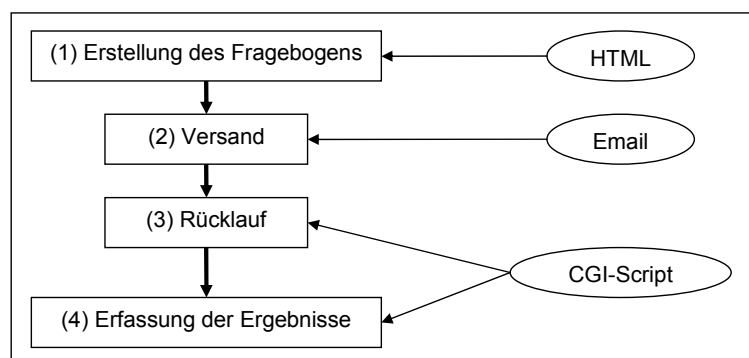 (1) Erstellung des Fragebogens
HTML
(2) Versand
Email
(3) Rücklauf
CGI-Script
(4) Erfassung der Ergebnisse